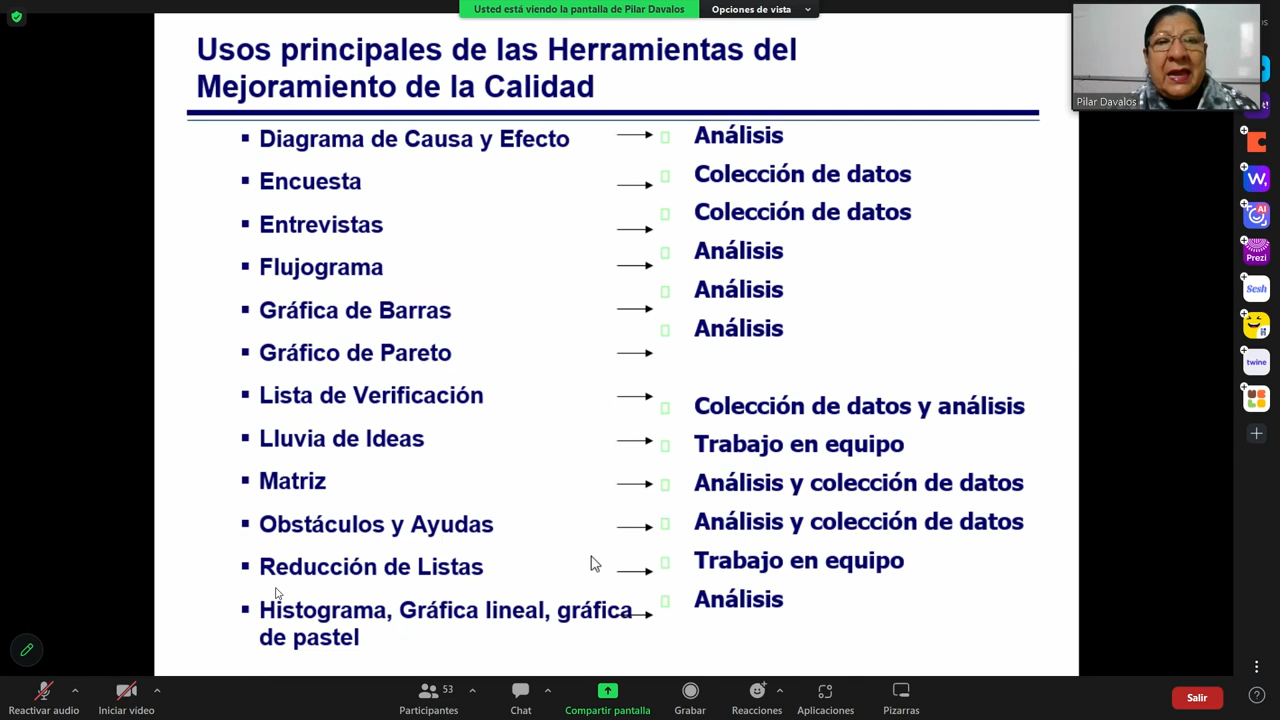 Usted está viendo la pantalla de Pilar Davalos
Opciones de vista
Usos principales de las Herramientas del
Mejoramiento de la Calidad
Pilar Davalos
Diagrama de Causa y Efecto
Análisis
Encuesta
Colección de datos
Entrevistas
Colección de datos
Flujograma
Análisis
Gráfica de Barras
Análisis
Gráfico de Pareto
Análisis
Lista de Verificación
Colección de datos y análisis
Lluvia de Ideas
Trabajo en equipo
Matriz
Análisis y colección de datos
Obstáculos y Ayudas
Análisis y colección de datos
Reducción de Listas
Trabajo en equipo
Histograma, Gráfica lineal, gráfica
de pastel
Análisis
W,
AI
Prezi
Sesh
twine
Reactivar audio
Iniciar video
53
Participantes
Chat
Compartir pantalla
Grabar
Reacciones
Aplicaciones
Pizarras
Salir